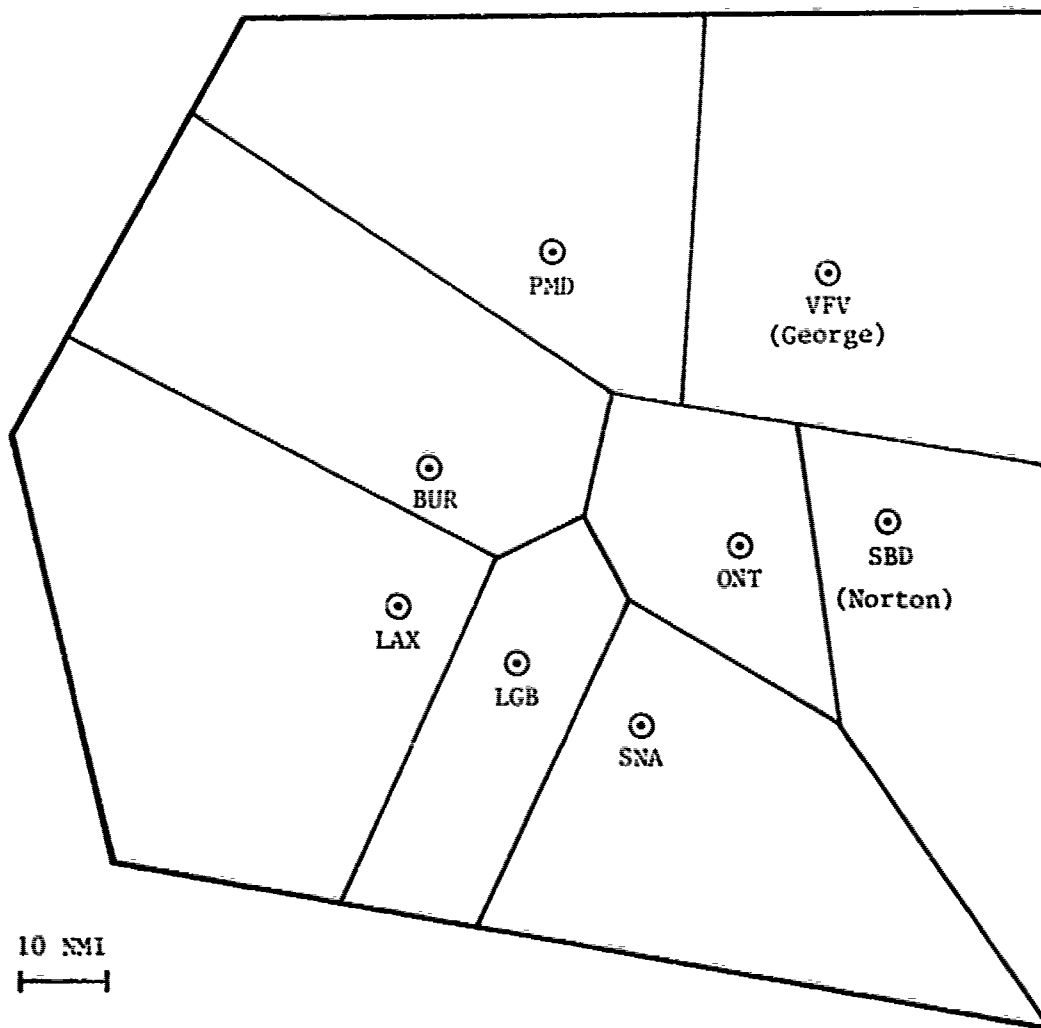 PMD
VFV
(George)
BUR
ONT
SBD
(Norton)
LAX
LGB
SNA
10 NMI